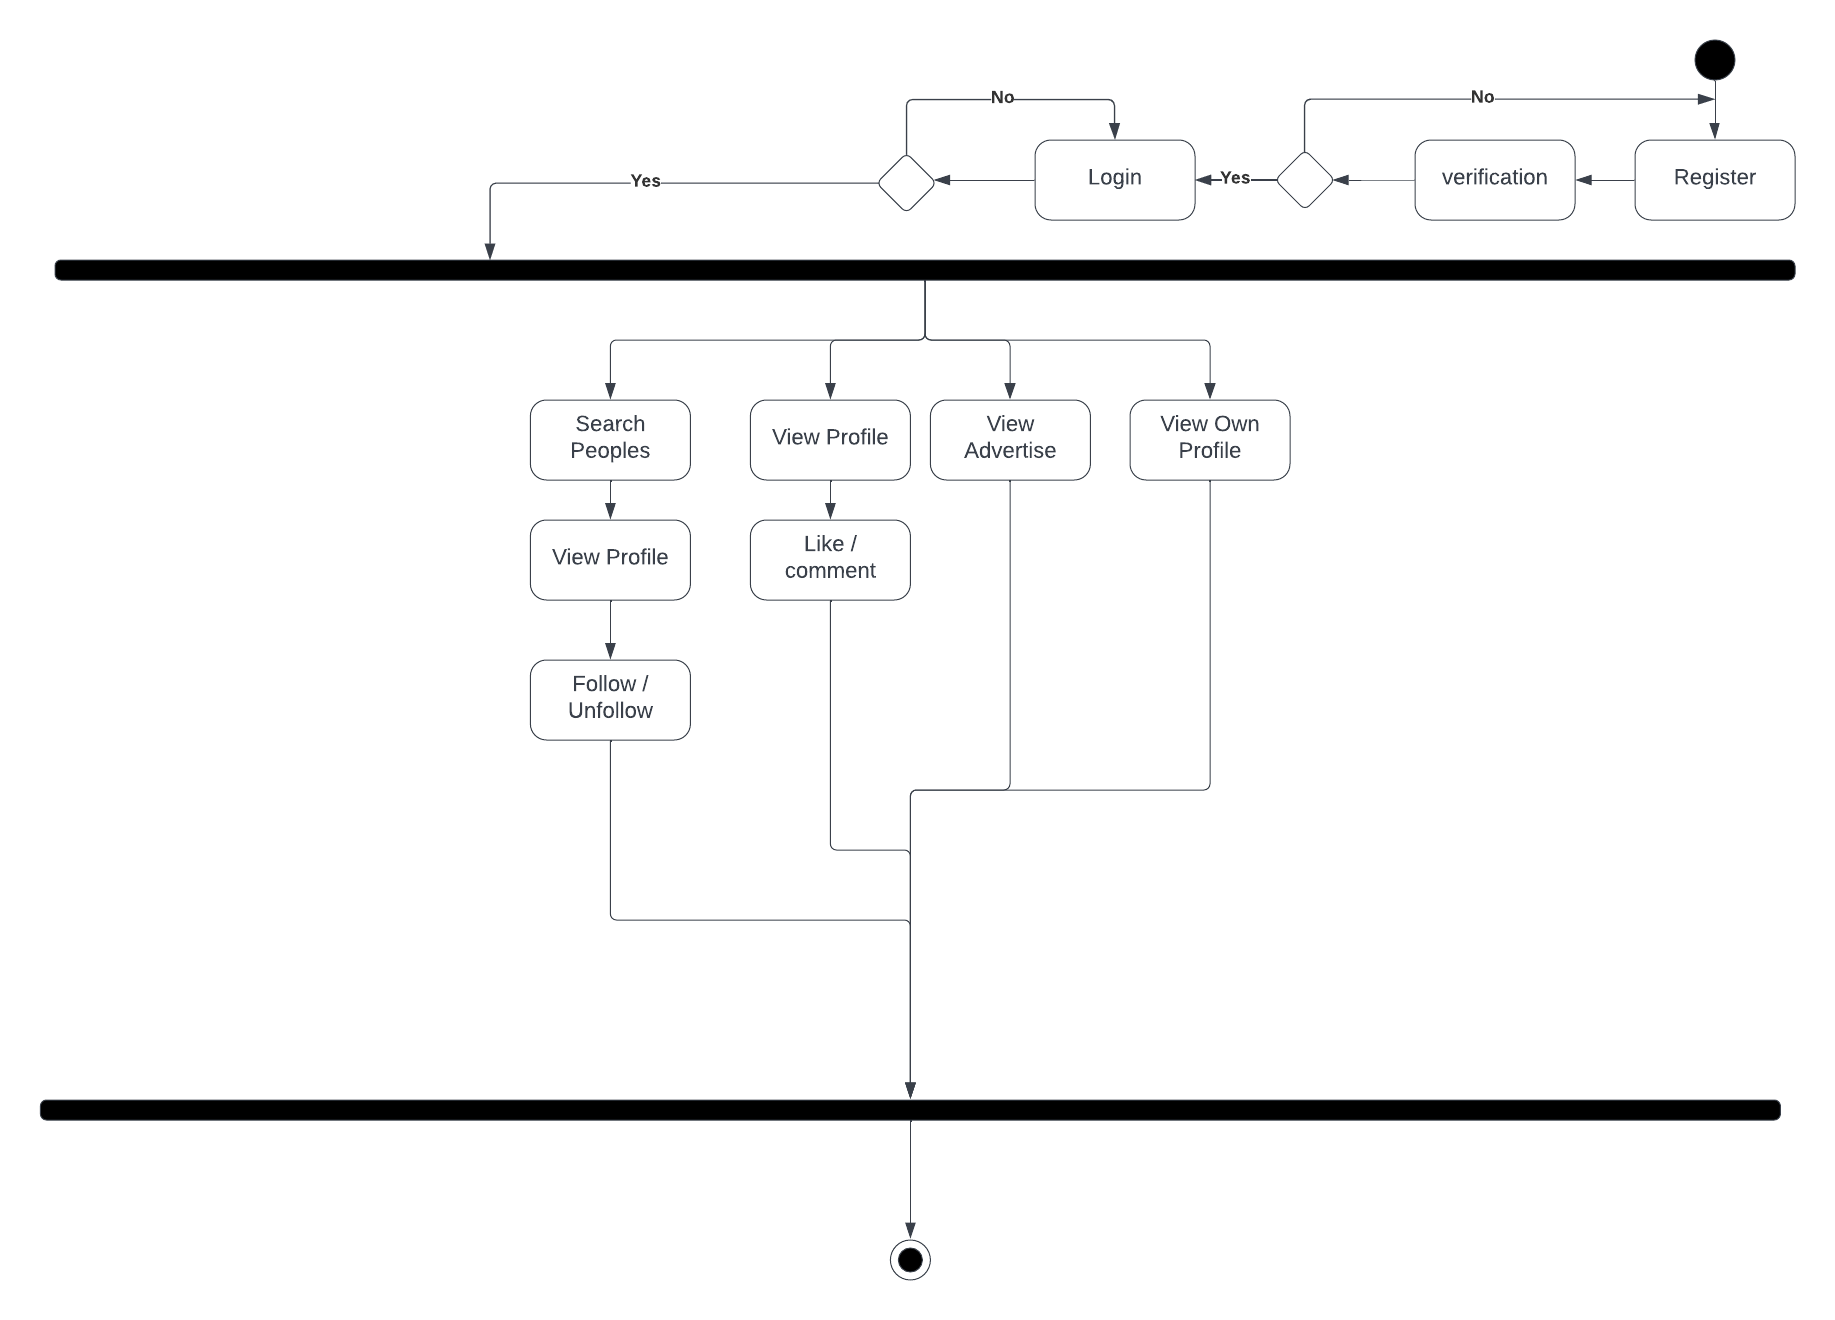 No
No
Yes
Login
Yes
verification
Register
Search
Peoples
View Profile
View
Advertise
View Own
Profile
View Profile
Like /
comment
Follow /
Unfollow